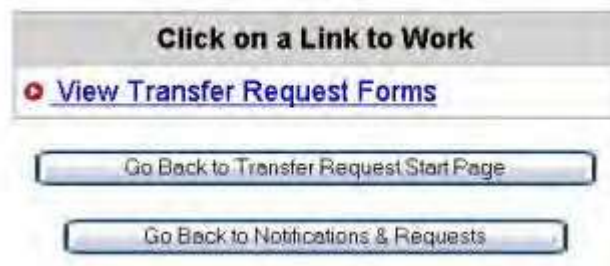 Click on a Link to Work
View Transfer Request Forms
Go Back to Transfer Request Start Page
Go Back to Notifications & Requests